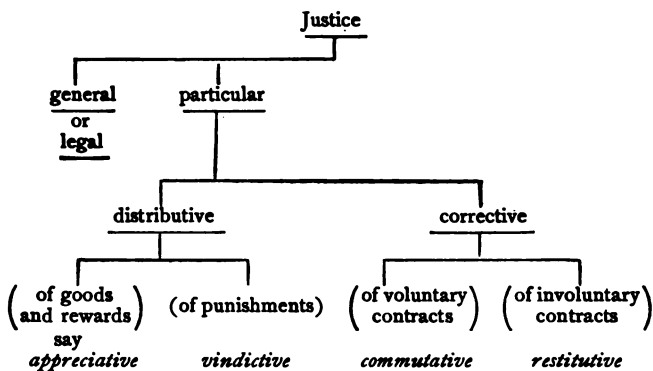 Justice
general
or
legal
particular
distributive
corrective
(of goods
and rewards)
say
appreciative
(of punishments)
vindictive
(of voluntary
contracts)
commutative
(of involuntary
contracts)
restitutive